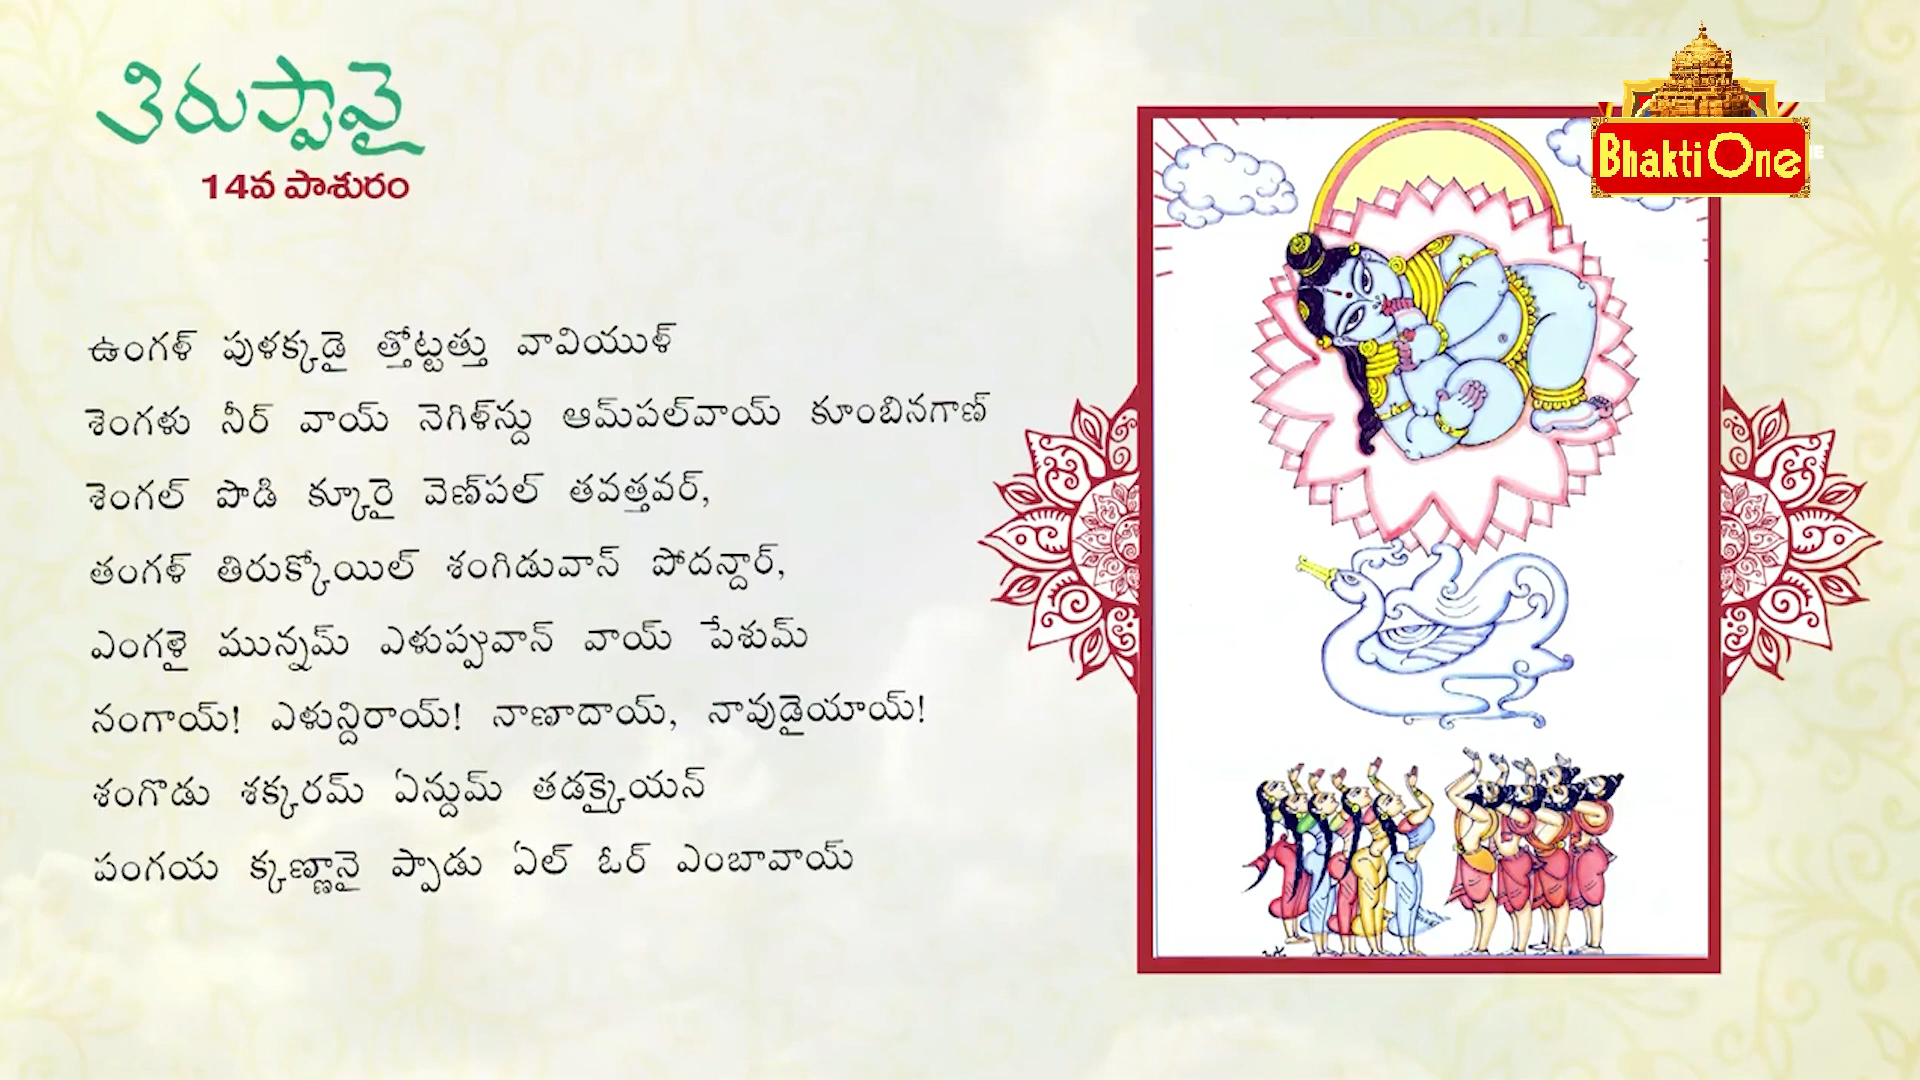 తిరుప్పావై
14వ పాశురం
Bhakti One
ఉంగళ్ పుళక్కడై త్తోట్టత్తు వావియుళ్
శెంగళు నీర్ వాయ్ నెగిళ్‌న్దు ఆమ్‌పల్‌వాయ్ కూంబినగాణ్
శెంగల్ పొడి క్కూరై వెణ్‌పల్ తవత్తవర్,
తంగళ్ తిరుక్కోయిల్ శంగిడువాన్ పోదన్దార్,
ఎంగళై మున్నమ్ ఎళుప్పువాన్ వాయ్ పేశుమ్
నంగాయ్! ఎళున్దిరాయ్! నాణాదాయ్, నావుడైయాయ్!
శంగొడు శక్కరమ్ ఏన్దుమ్ తడక్కైయన్
పంగయ క్కణ్ణానై ప్పాడు ఏల్ ఓర్ ఎంబావాయ్